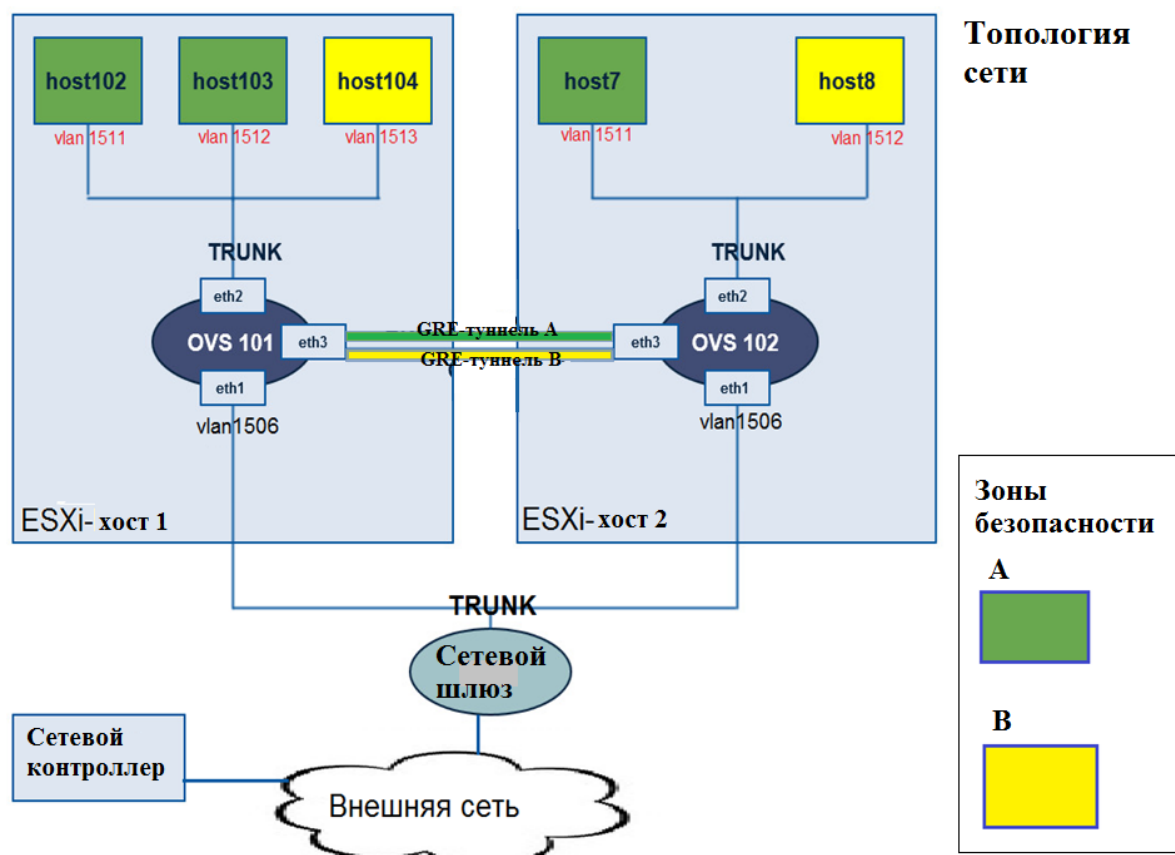 Топология
сети
host102
host103
host104
host7
host8
vlan 1511
vlan 1512
vlan 1513
vlan 1511
vlan 1512
TRUNK
TRUNK
eth2
eth2
OVS 101
eth3
GRE-туннель A
GRE-туннель B
eth3
OVS 102
eth1
eth1
vlan1506
vlan1506
ESXi- хост 1
ESXi- хост 2
Зоны
безопасности
A
B
TRUNK
Сетевой
шлюз
Сетевой
контроллер
Внешняя сеть